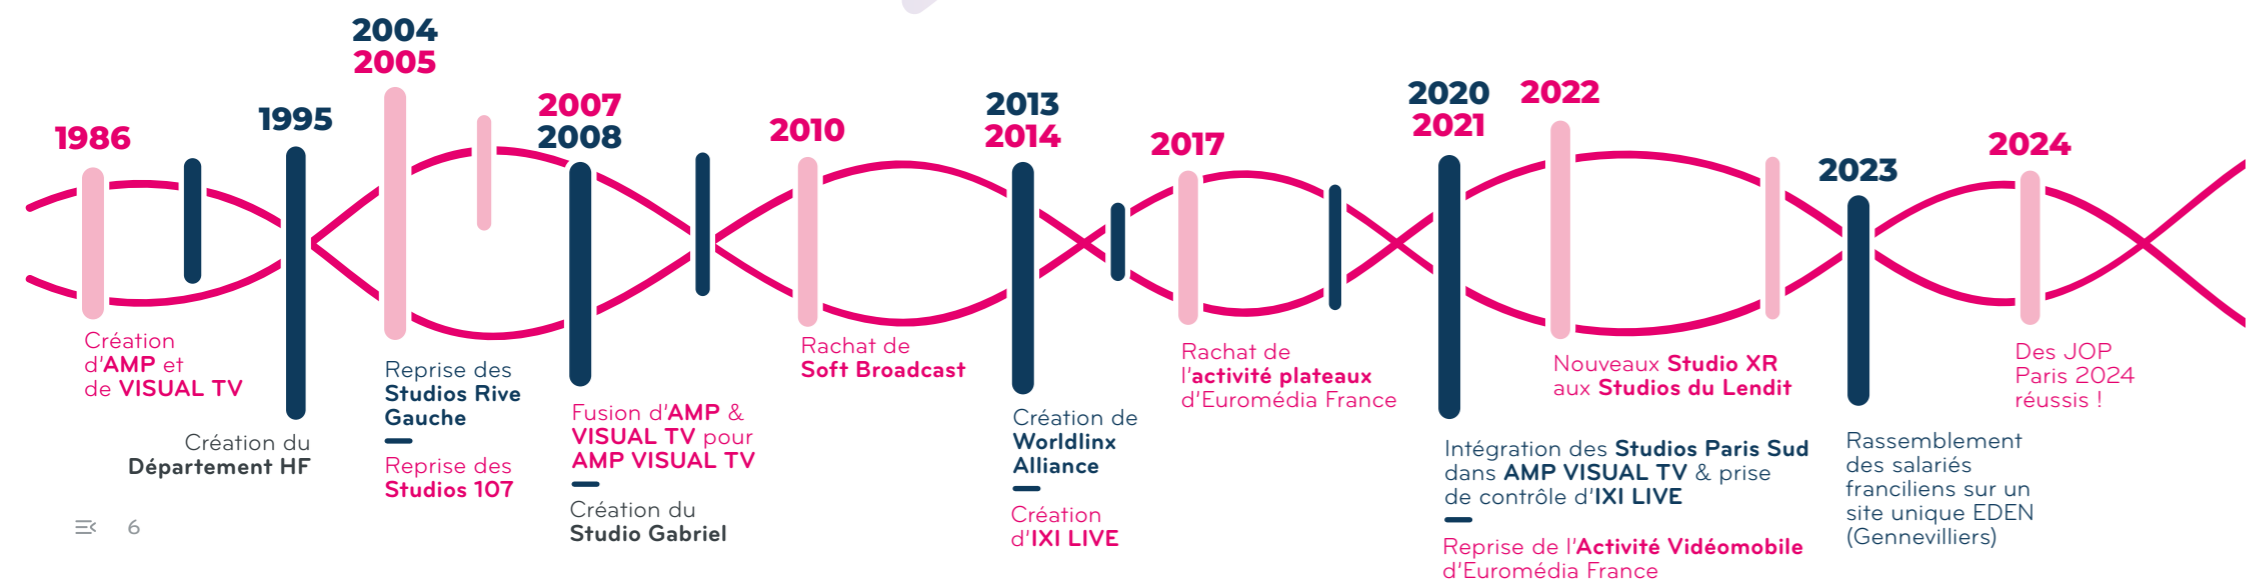 1986
Création
d'AMP et
de VISUAL TV
1995
Création du
Département HF
2004
2005
Reprise des
Studios Rive
Gauche
Reprise des
Studios 107
2007
2008
Fusion d'AMP &
VISUAL TV pour
AMP VISUAL TV
Création du
Studio Gabriel
2010
Rachat de
Soft Broadcast
2013
2014
Création de
Worldlinx
Alliance
Création
d'IXI LIVE
2017
Rachat de
l'activité plateaux
d'Euromédia France
2020
2021
Intégration des Studios Paris Sud
dans AMP VISUAL TV & prise
de contrôle d'IXI LIVE
Reprise de l'Activité Vidéomobile
d'Euromédia France
2022
Nouveaux Studio XR
aux Studios du Lendit
2023
Rassemblement
des salariés
franciliens sur un
site unique EDEN
(Gennevilliers)
2024
Des JOP
Paris 2024
réussis !
6